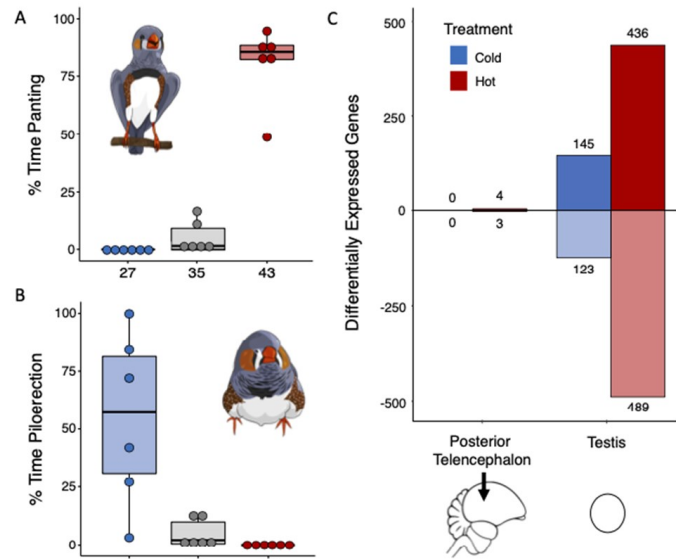 A
% Time Panting
100
75
50
25
0
27
35
43
B
% Time Piloerection
100
75
50
25
0
C
Differentially Expressed Genes
500
250
0
-250
-500
Treatment
Cold
Hot
0
4
0
3
145
436
123
489
Posterior
Telencephalon
Testis